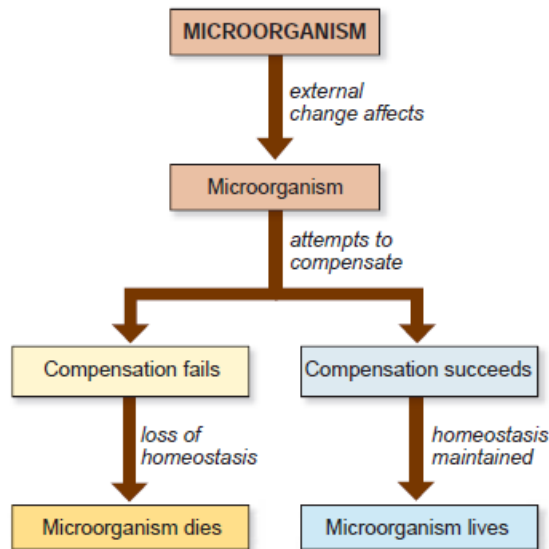 MICROORGANISM
external
change affects
Microorganism
attempts to
compensate
Compensation fails
Compensation succeeds
loss of
homeostasis
homeostasis
maintained
Microorganism dies
Microorganism lives